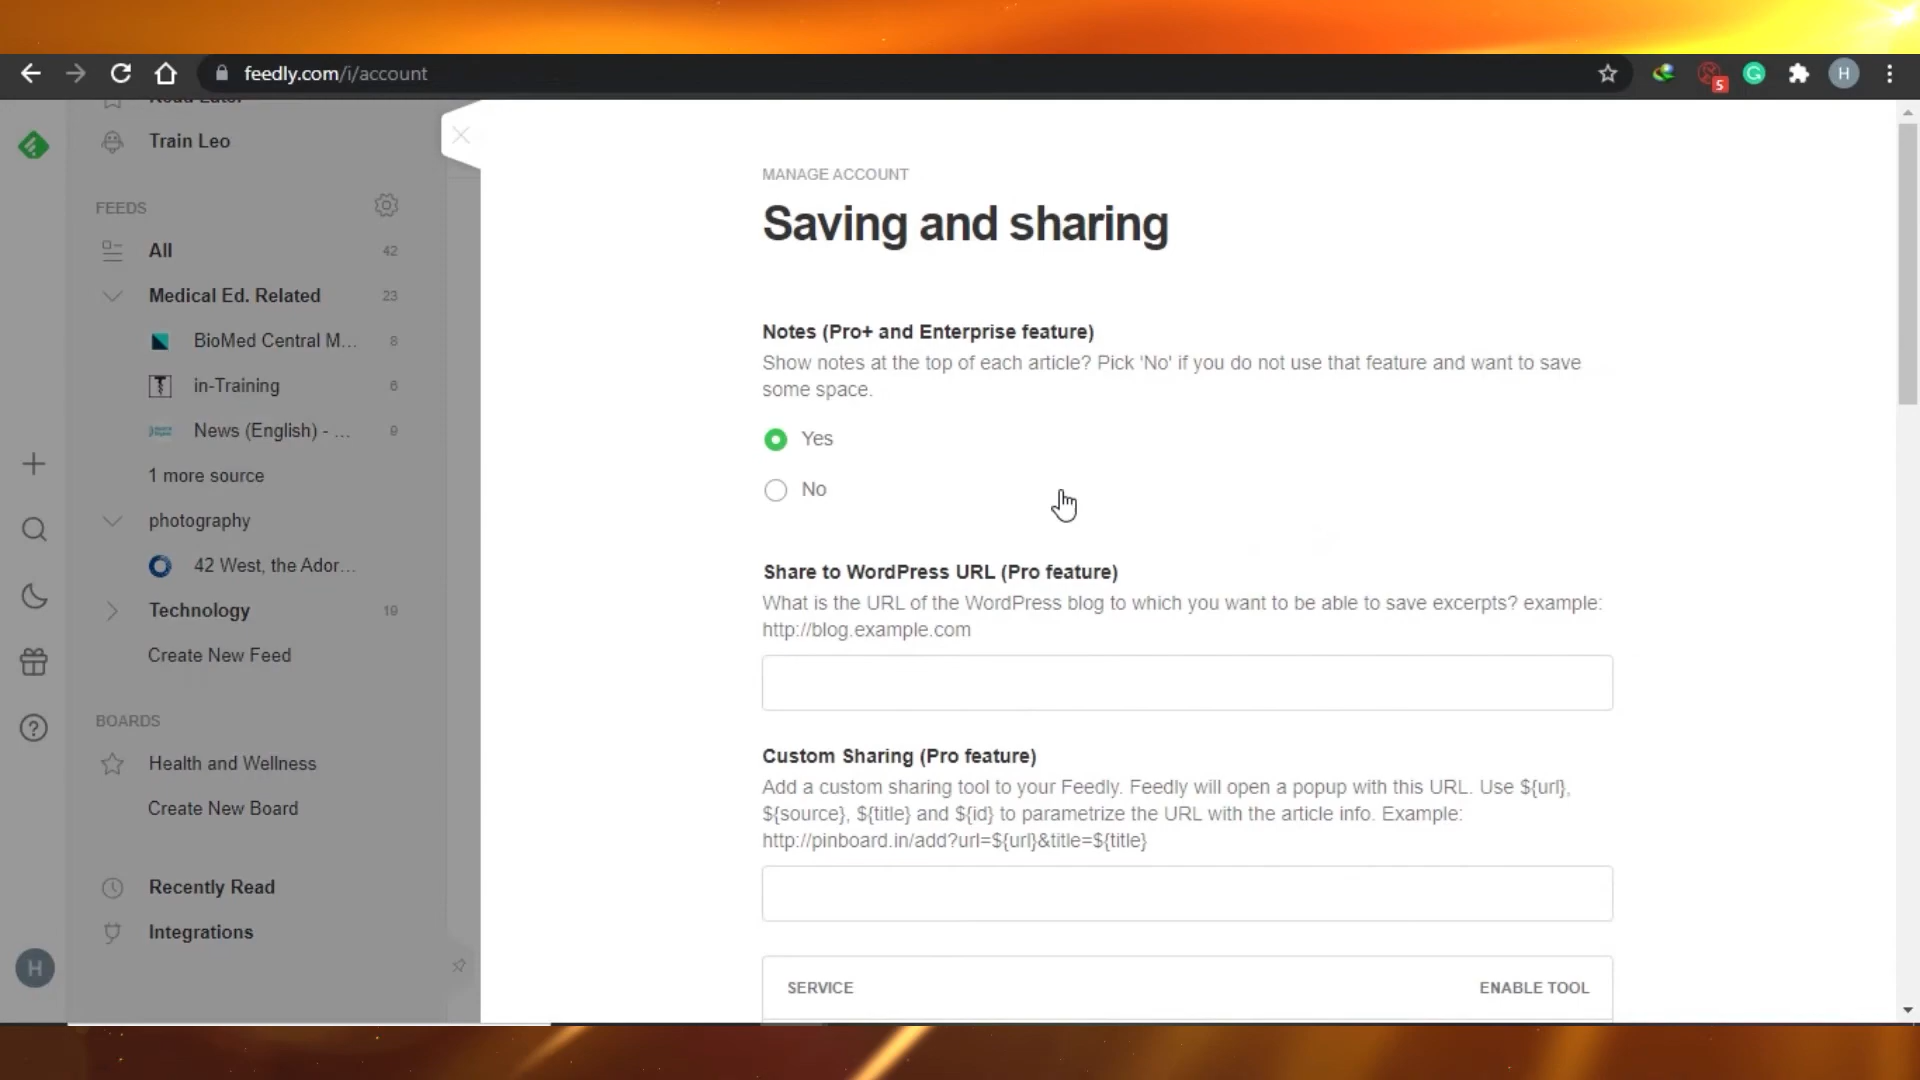 feedly.com/i/account
5
H
Train Leo
FEEDS
All 42
Medical Ed. Related 23
BioMed Central M... 8
in-Training 6
News (English) - ... 9
1 more source
photography
42 West, the Ador...
Technology 19
Create New Feed
BOARDS
Health and Wellness
Create New Board
Recently Read
Integrations
H
MANAGE ACCOUNT
Saving and sharing
Notes (Pro+ and Enterprise feature)
Show notes at the top of each article? Pick 'No' if you do not use that feature and want to save
some space.
Yes
No
Share to WordPress URL (Pro feature)
What is the URL of the WordPress blog to which you want to be able to save excerpts? example:
http://blog.example.com
Custom Sharing (Pro feature)
Add a custom sharing tool to your Feedly. Feedly will open a popup with this URL. Use ${url},
${source}, ${title} and ${id} to parametrize the URL with the article info. Example:
http://pinboard.in/add?url=${url}&title=${title}
SERVICE ENABLE TOOL